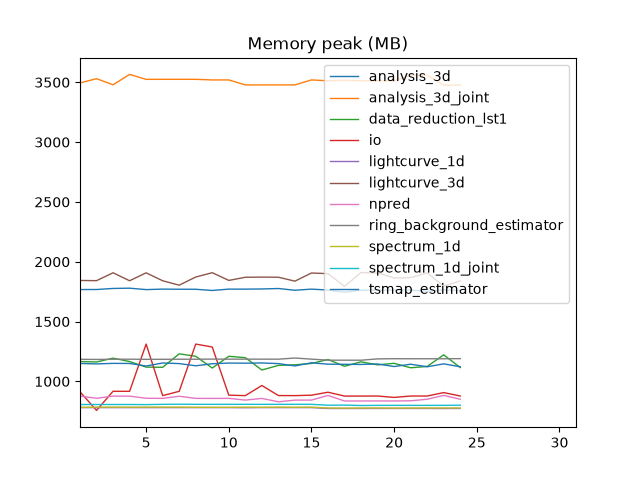 Memory peak (MB)
3500
3000
2500
2000
1500
1000
analysis_3d
analysis_3d_joint
data_reduction_lst1
io
lightcurve_1d
lightcurve_3d
npred
ring_background_estimator
spectrum_1d
spectrum_1d_joint
tsmap_estimator
5 10 15 20 25 30